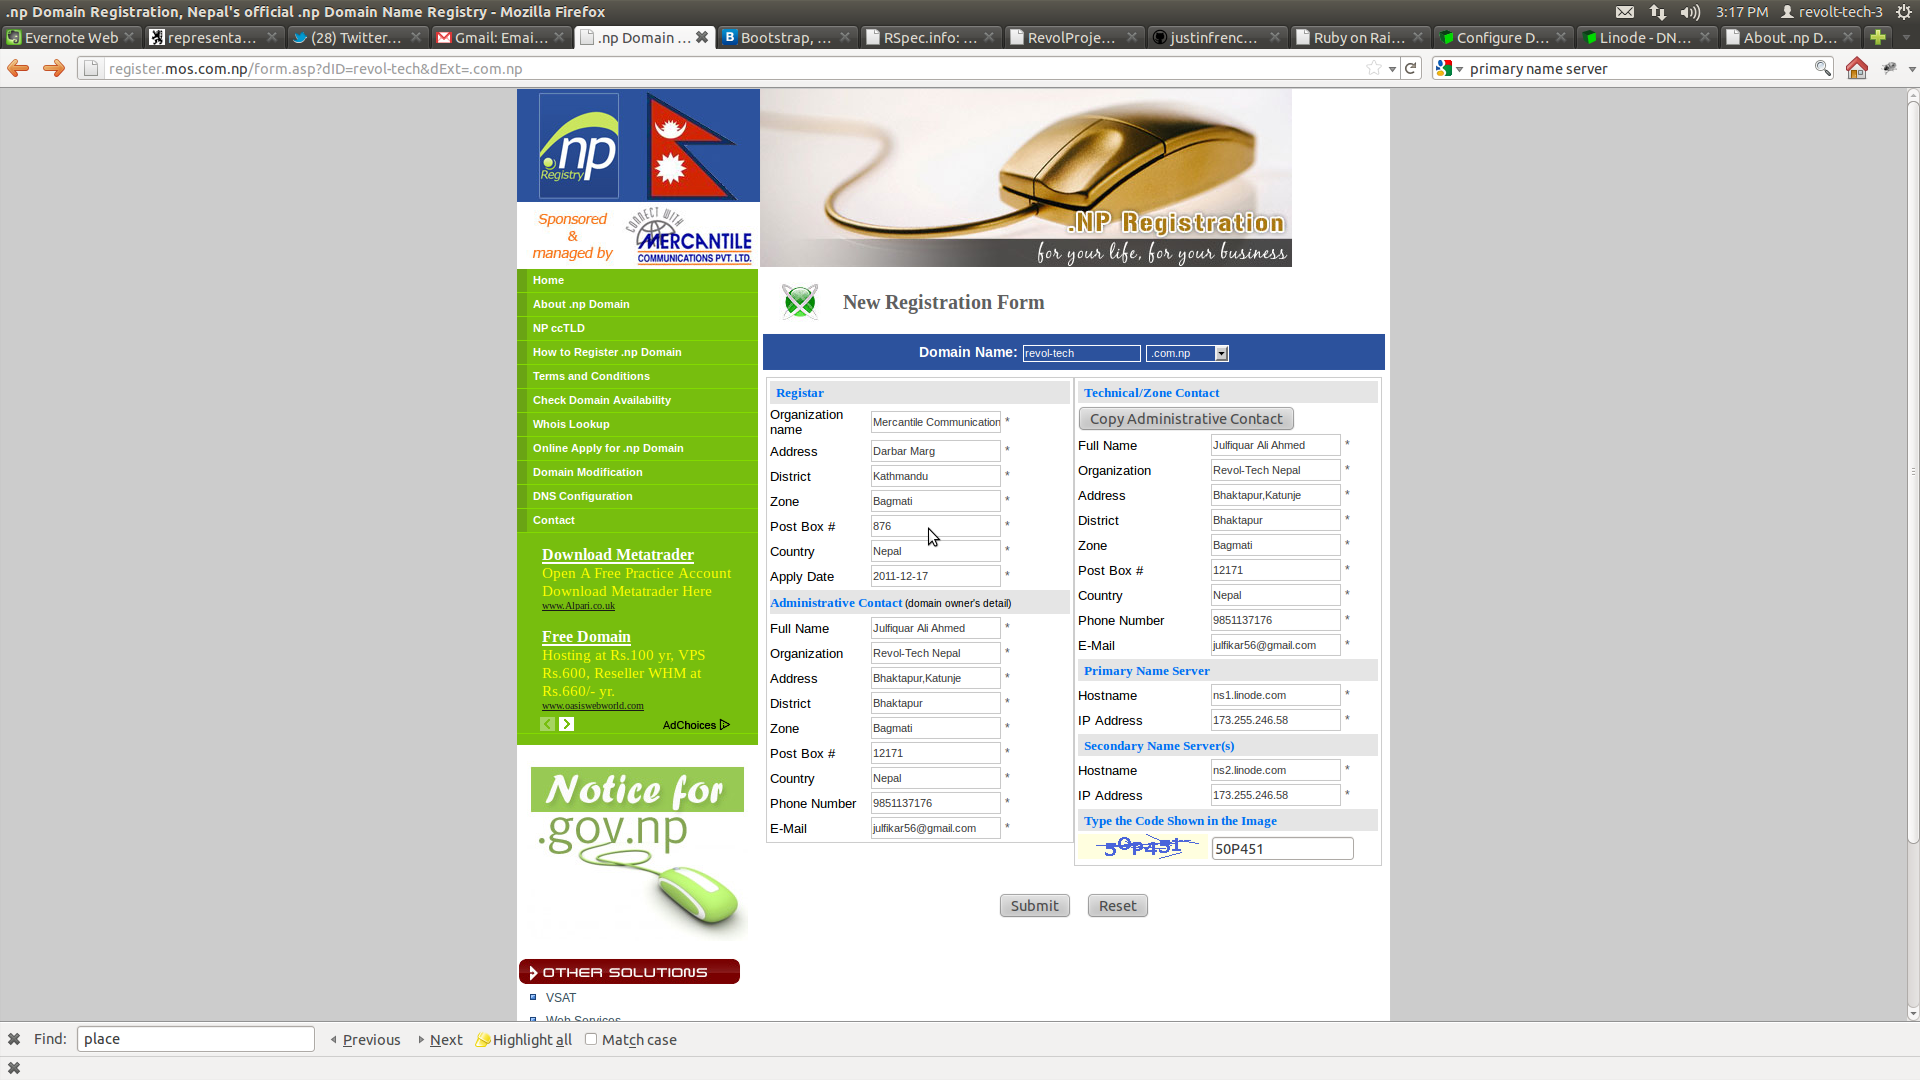 .np Domain Registration, Nepal's official .np Domain Name Registry - Mozilla Firefox
3:17 PM revolt-tech-3
Evernote Web
representa...
(28) Twitter...
Gmail: Emai...
.np Domain ...
Bootstrap, ...
RSpec.info: ...
RevolProje...
justinfrenc...
Ruby on Rai...
Configure D...
Linode - DN...
About .np D...
register.mos.com.np/form.asp?dID=revol-tech&dExt=.com.np
primary name server
.np
Registry
Sponsored
&
managed by
CONNECT WITH
MERCANTILE
COMMUNICATIONS PVT. LTD.
.NP Registration
for your life, for your business
Home
About .np Domain
NP ccTLD
How to Register .np Domain
Terms and Conditions
Check Domain Availability
Whois Lookup
Online Apply for .np Domain
Domain Modification
DNS Configuration
Contact
Download Metatrader
Open A Free Practice Account
Download Metatrader Here
www.Alpari.co.uk
Free Domain
Hosting at Rs.100 yr, VPS
Rs.600, Reseller WHM at
Rs.660/- yr.
www.oasiswebworld.com
AdChoices
Notice for
.gov.np
OTHER SOLUTIONS
VSAT
Web Services
New Registration Form
Domain Name: revol-tech .com.np
Registar
Organization name Mercantile Communication *
Address Darbar Marg *
District Kathmandu *
Zone Bagmati *
Post Box # 876 *
Country Nepal *
Apply Date 2011-12-17 *
Administrative Contact (domain owner's detail)
Full Name Julfiquar Ali Ahmed *
Organization Revol-Tech Nepal *
Address Bhaktapur,Katunje *
District Bhaktapur *
Zone Bagmati *
Post Box # 12171 *
Country Nepal *
Phone Number 9851137176 *
E-Mail julfikar56@gmail.com *
Technical/Zone Contact
Copy Administrative Contact
Full Name Julfiquar Ali Ahmed *
Organization Revol-Tech Nepal *
Address Bhaktapur,Katunje *
District Bhaktapur *
Zone Bagmati *
Post Box # 12171 *
Country Nepal *
Phone Number 9851137176 *
E-Mail julfikar56@gmail.com *
Primary Name Server
Hostname ns1.linode.com *
IP Address 173.255.246.58 *
Secondary Name Server(s)
Hostname ns2.linode.com *
IP Address 173.255.246.58 *
Type the Code Shown in the Image
50P451 50P451
Submit Reset
Find: place Previous Next Highlight all Match case